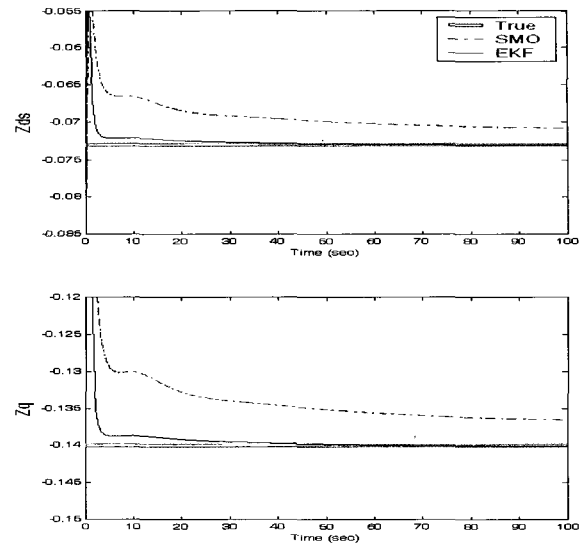 -0.055
True
SMO
EKF
-0.06
-0.065
-0.07
-0.075
-0.08
-0.085
Zds
0 10 20 30 40 50 60 70 80 90 100
Time (sec)
-0.12
-0.125
-0.13
-0.135
-0.14
-0.145
-0.15
Zq
0 10 20 30 40 50 60 70 80 90 100
Time (sec)